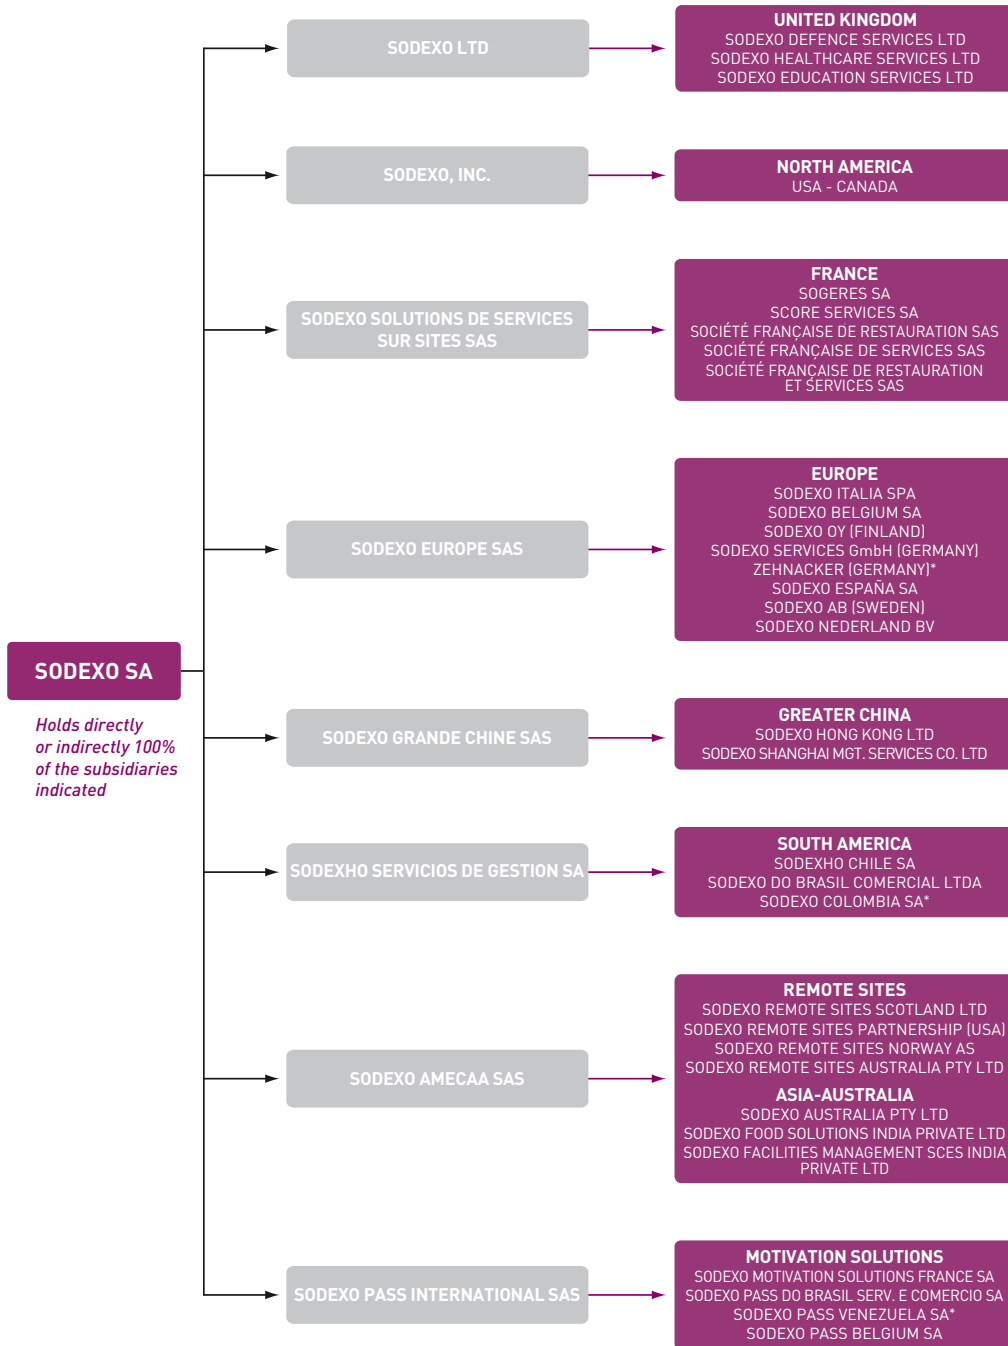 SODEXO LTD
UNITED KINGDOM
SODEXO DEFENCE SERVICES LTD
SODEXO HEALTHCARE SERVICES LTD
SODEXO EDUCATION SERVICES LTD
SODEXO, INC.
NORTH AMERICA
USA - CANADA
SODEXO SOLUTIONS DE SERVICES
SUR SITES SAS
FRANCE
SOGERES SA
SCORE SERVICES SA
SOCIÉTÉ FRANÇAISE DE RESTAURATION SAS
SOCIÉTÉ FRANÇAISE DE SERVICES SAS
SOCIÉTÉ FRANÇAISE DE RESTAURATION
ET SERVICES SAS
SODEXO EUROPE SAS
EUROPE
SODEXO ITALIA SPA
SODEXO BELGIUM SA
SODEXO OY (FINLAND)
SODEXO SERVICES GmbH (GERMANY)
ZEHNACKER (GERMANY)*
SODEXO ESPAÑA SA
SODEXO AB (SWEDEN)
SODEXO NEDERLAND BV
SODEXO SA
Holds directly
or indirectly 100%
of the subsidiaries
indicated
SODEXO GRANDE CHINE SAS
GREATER CHINA
SODEXO HONG KONG LTD
SODEXO SHANGHAI MGT. SERVICES CO. LTD
SODEXHO SERVICIOS DE GESTION SA
SOUTH AMERICA
SODEXHO CHILE SA
SODEXO DO BRASIL COMERCIAL LTDA
SODEXO COLOMBIA SA*
SODEXO AMECAA SAS
REMOTE SITES
SODEXO REMOTE SITES SCOTLAND LTD
SODEXO REMOTE SITES PARTNERSHIP (USA)
SODEXO REMOTE SITES NORWAY AS
SODEXO REMOTE SITES AUSTRALIA PTY LTD
ASIA-AUSTRALIA
SODEXO AUSTRALIA PTY LTD
SODEXO FOOD SOLUTIONS INDIA PRIVATE LTD
SODEXO FACILITIES MANAGEMENT SCES INDIA
PRIVATE LTD
SODEXO PASS INTERNATIONAL SAS
MOTIVATION SOLUTIONS
SODEXO MOTIVATION SOLUTIONS FRANCE SA
SODEXO PASS DO BRASIL SERV. E COMERCIO SA
SODEXO PASS VENEZUELA SA*
SODEXO PASS BELGIUM SA